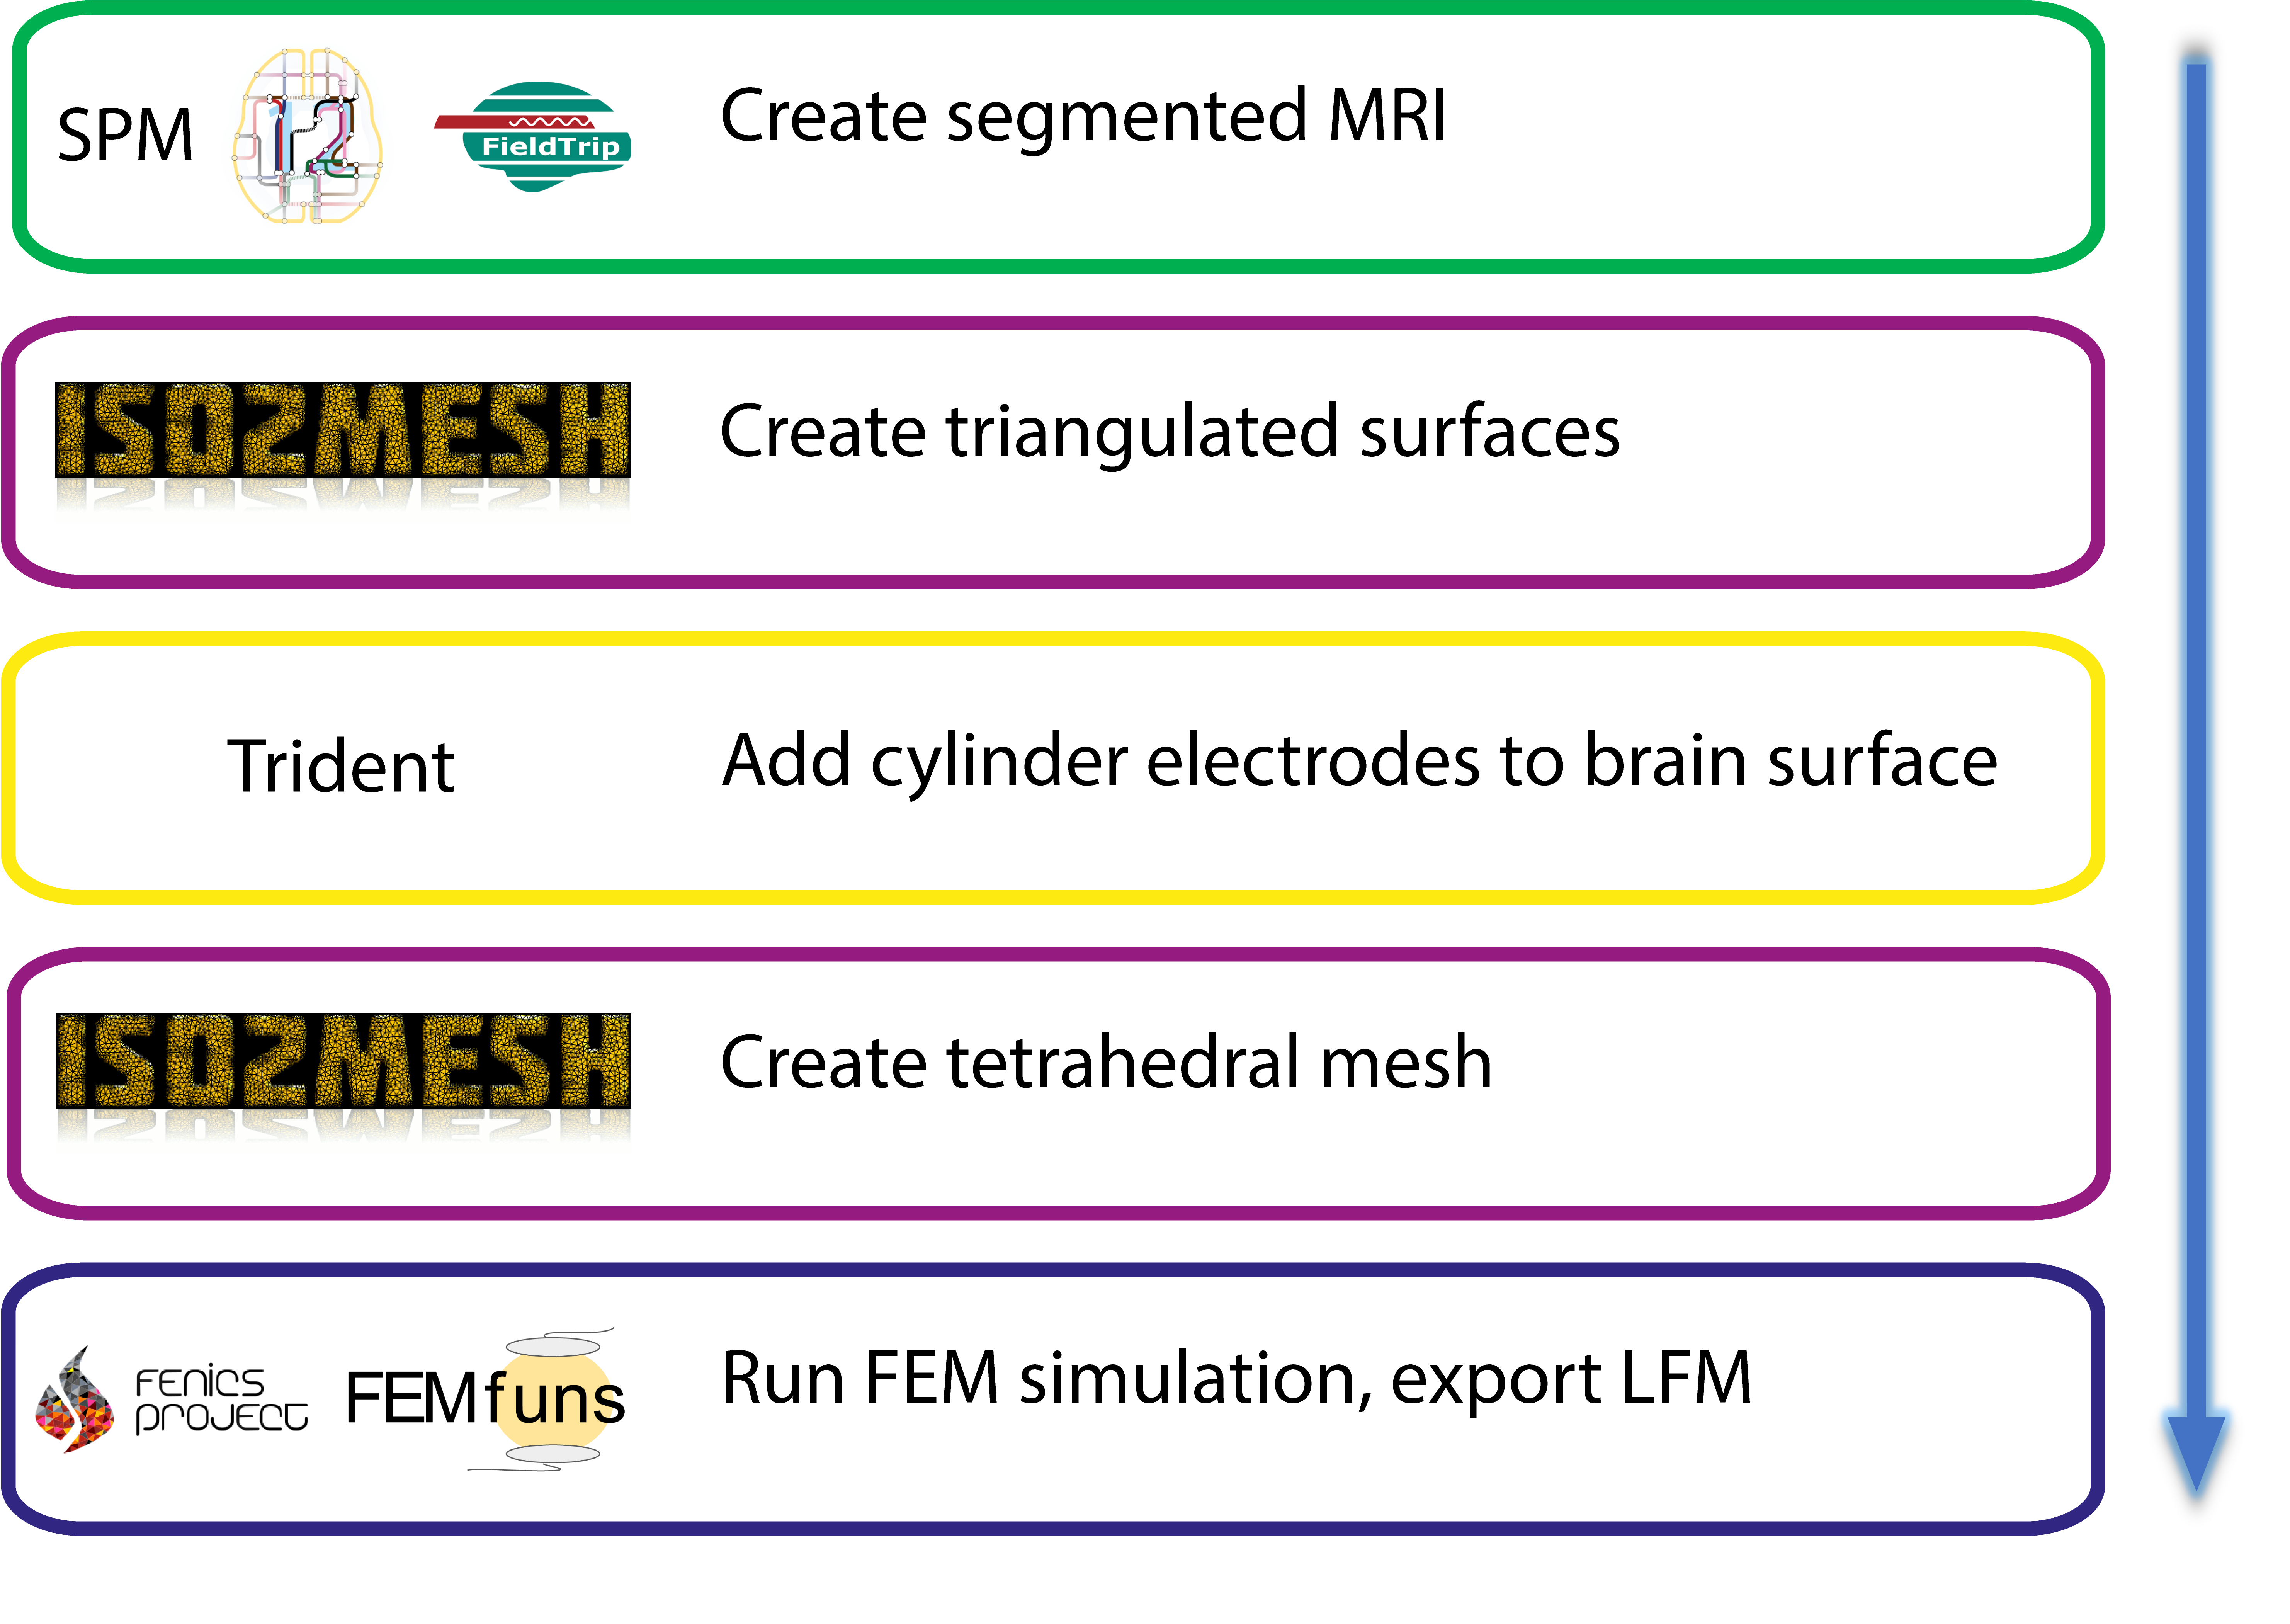 SPM 12 FieldTrip Create segmented MRI
ISO2MESH Create triangulated surfaces
Trident Add cylinder electrodes to brain surface
ISO2MESH Create tetrahedral mesh
FENICS
PROJECT
FEMfuns
Run FEM simulation, export LFM